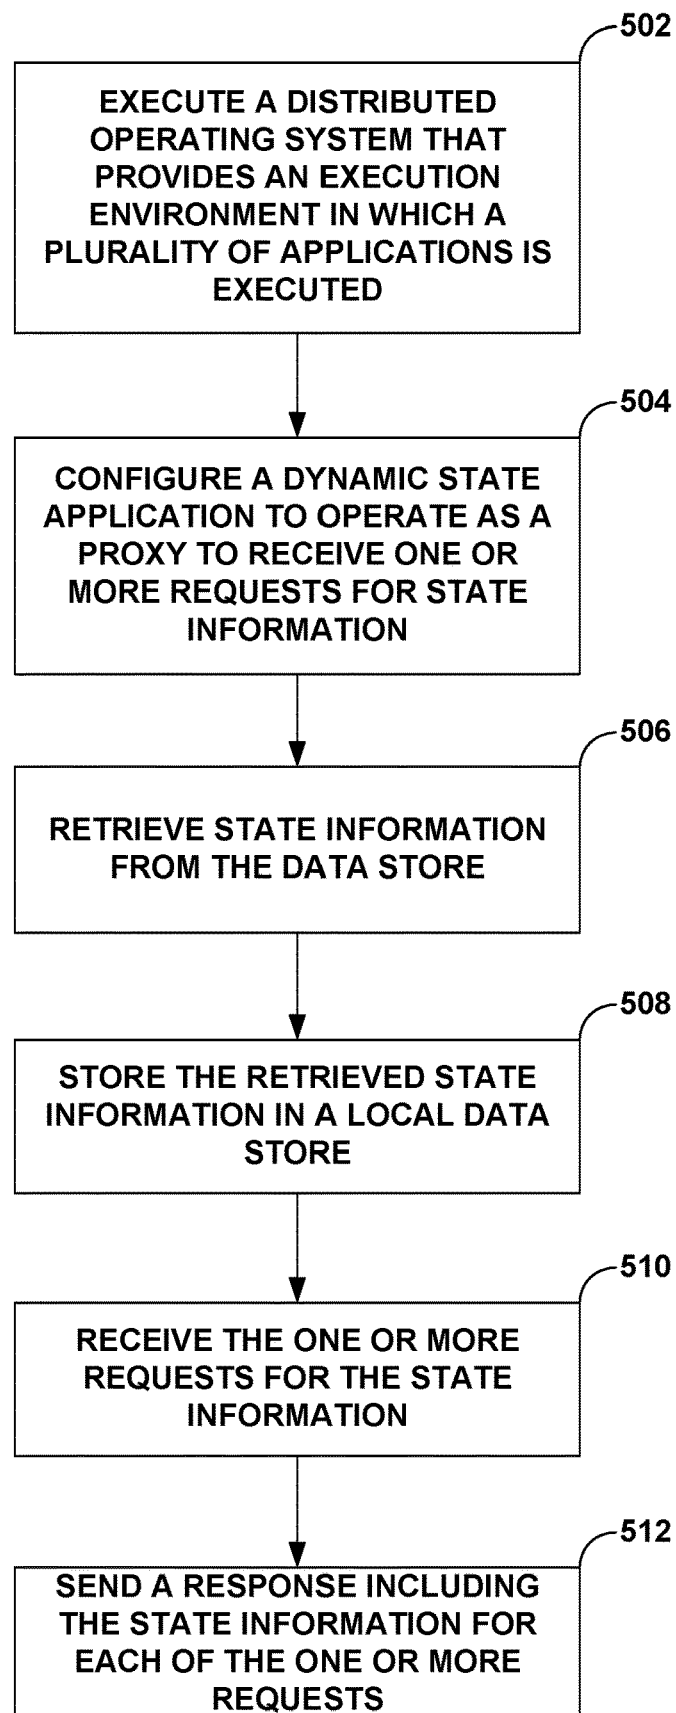 502
EXECUTE A DISTRIBUTED
OPERATING SYSTEM THAT
PROVIDES AN EXECUTION
ENVIRONMENT IN WHICH A
PLURALITY OF APPLICATIONS IS
EXECUTED
504
CONFIGURE A DYNAMIC STATE
APPLICATION TO OPERATE AS A
PROXY TO RECEIVE ONE OR
MORE REQUESTS FOR STATE
INFORMATION
506
RETRIEVE STATE INFORMATION
FROM THE DATA STORE
508
STORE THE RETRIEVED STATE
INFORMATION IN A LOCAL DATA
STORE
510
RECEIVE THE ONE OR MORE
REQUESTS FOR THE STATE
INFORMATION
512
SEND A RESPONSE INCLUDING
THE STATE INFORMATION FOR
EACH OF THE ONE OR MORE
REQUESTS